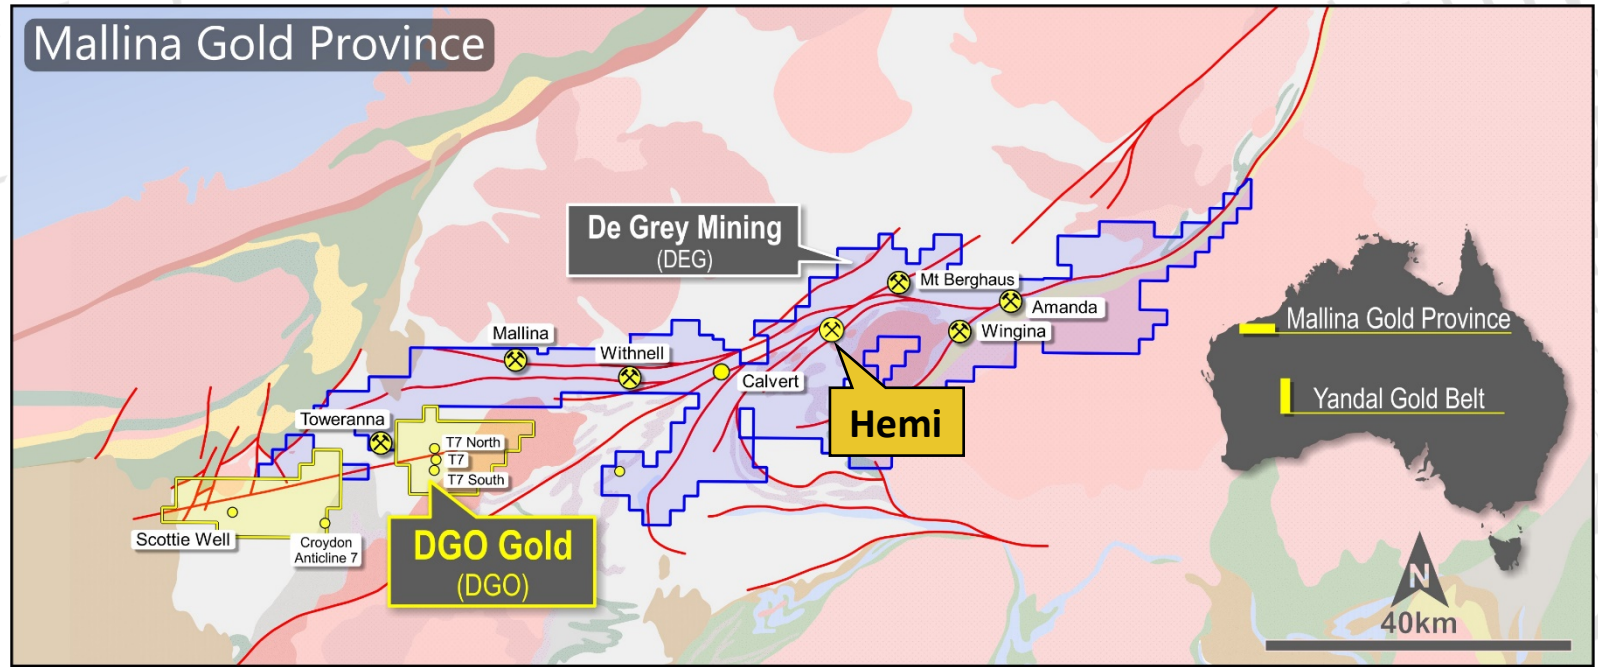 Mallina Gold Province
De Grey Mining
(DEG)
Mt Berghaus
Amanda
Wingina
Mallina
Withnell
Calvert
Hemi
Toweranna
T7 North
T7
T7 South
Scottie Well
Croydon
Anticline 7
DGO Gold
(DGO)
Mallina Gold Province
Yandal Gold Belt
N
40km